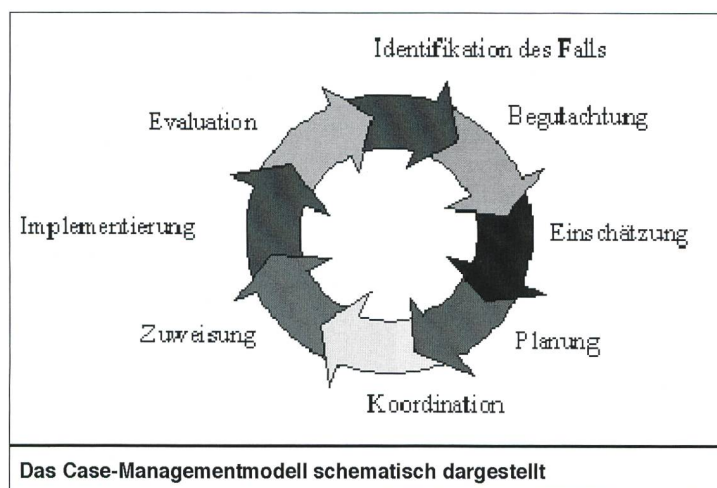 Identifikation des Falls
Begutachtung
Einschätzung
Planung
Koordination
Zuweisung
Implementierung
Evaluation
Das Case-Managementmodell schematisch dargestellt